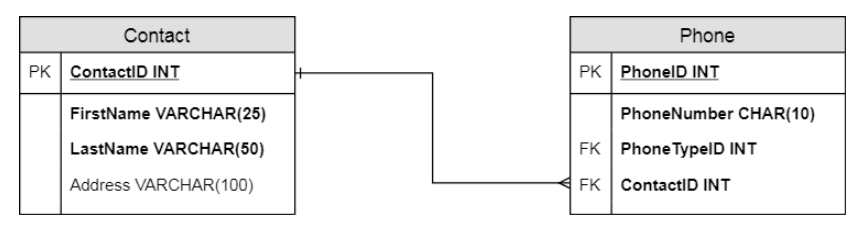 Contact
PK ContactID INT
FirstName VARCHAR(25)
LastName VARCHAR(50)
Address VARCHAR(100)
Phone
PK PhoneID INT
PhoneNumber CHAR(10)
FK PhoneTypeID INT
FK ContactID INT